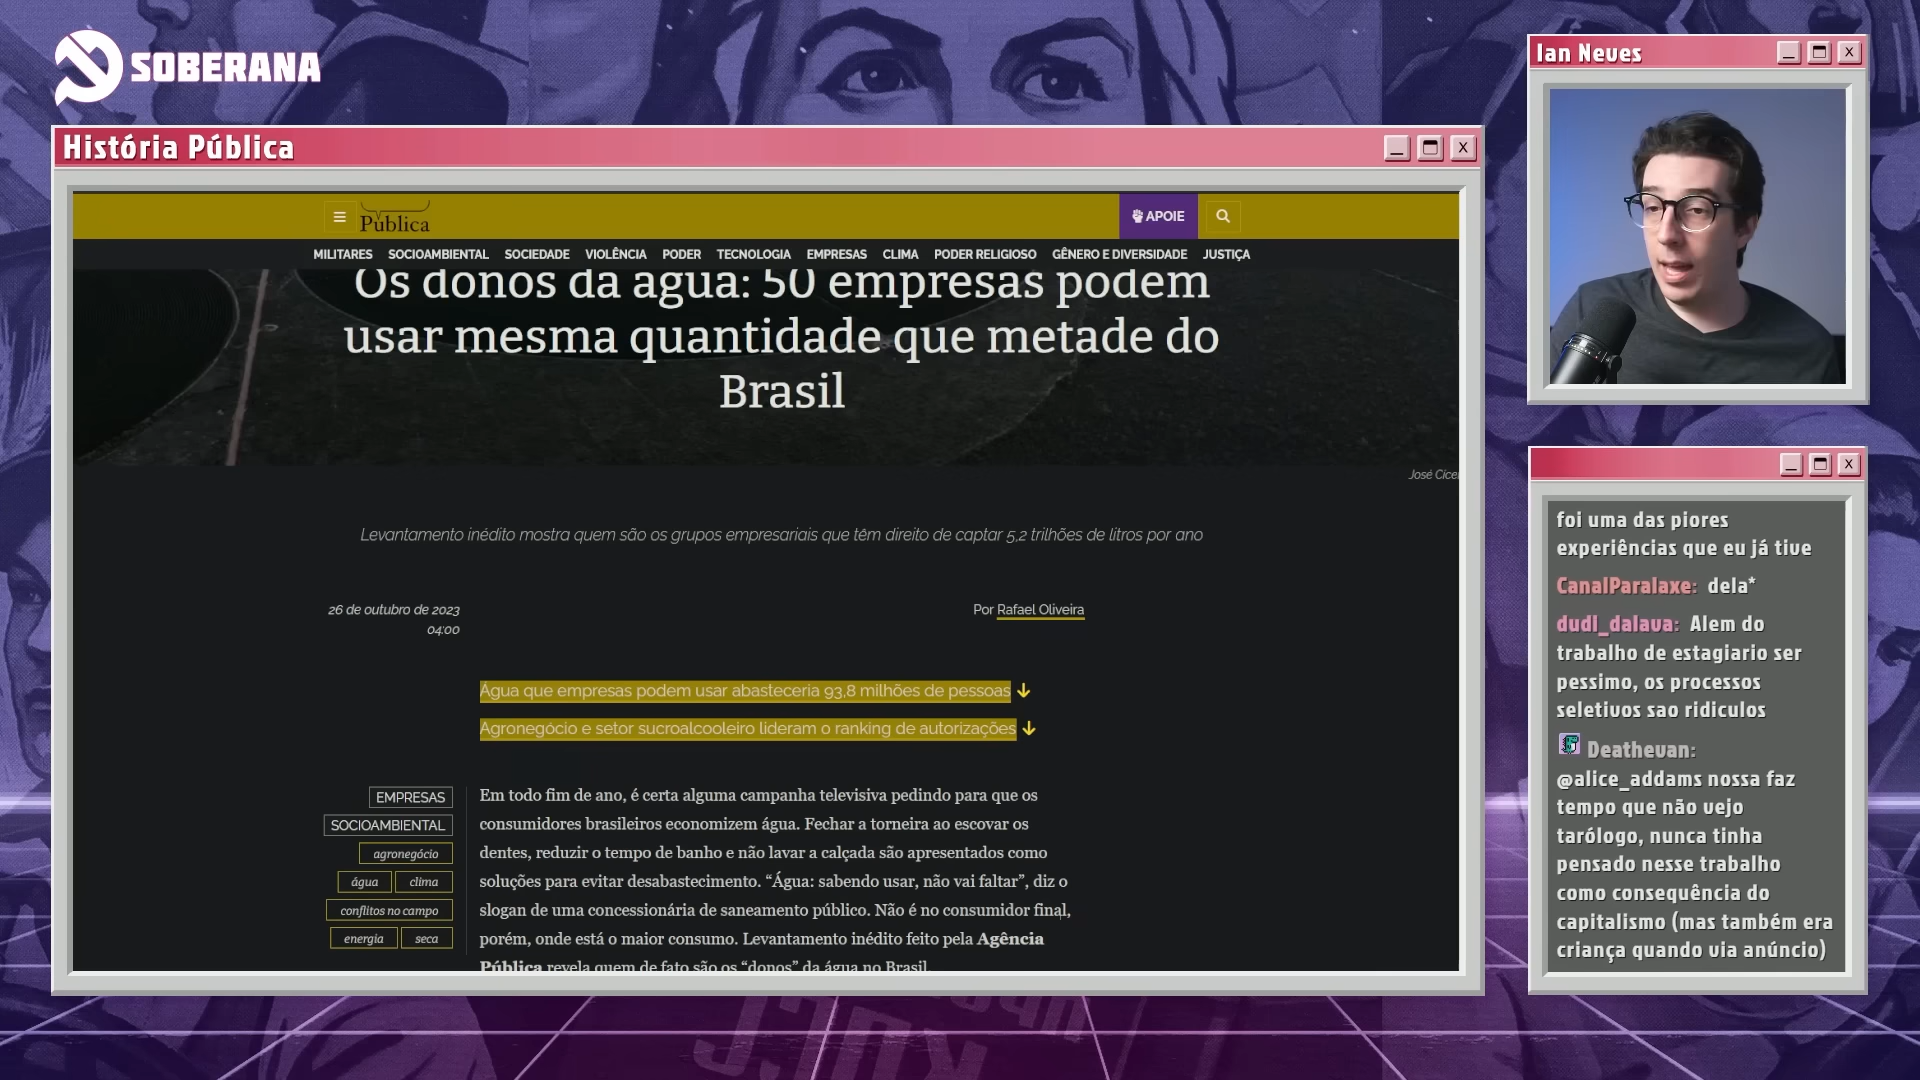 SOBERANA
História Pública
Pública
APOIE
MILITARES SOCIOAMBIENTAL SOCIEDADE VIOLÊNCIA PODER TECNOLOGIA EMPRESAS CLIMA PODER RELIGIOSO GÊNERO E DIVERSIDADE JUSTIÇA
Os donos da água: 50 empresas podem
usar mesma quantidade que metade do
Brasil
José Cícer
Levantamento inédito mostra quem são os grupos empresariais que têm direito de captar 5,2 trilhões de litros por ano
26 de outubro de 2023
04:00
Por Rafael Oliveira
Água que empresas podem usar abasteceria 93,8 milhões de pessoas
Agronegócio e setor sucroalcooleiro lideram o ranking de autorizações
EMPRESAS
SOCIOAMBIENTAL
agronegócio
água clima
conflitos no campo
energia seca
Em todo fim de ano, é certa alguma campanha televisiva pedindo para que os
consumidores brasileiros economizem água. Fechar a torneira ao escovar os
dentes, reduzir o tempo de banho e não lavar a calçada são apresentados como
soluções para evitar desabastecimento. “Água: sabendo usar, não vai faltar”, diz o
slogan de uma concessionária de saneamento público. Não é no consumidor final,
porém, onde está o maior consumo. Levantamento inédito feito pela Agência
Pública revela quem de fato são os “donos” da água no Brasil.
Ian Neves
foi uma das piores
experiências que eu já tive
CanalParalaxe: dela*
dudi_dalava: Alem do
trabalho de estagiario ser
pessimo, os processos
seletivos sao ridiculos
Deathevan:
@alice_addams nossa faz
tempo que não vejo
tarólogo, nunca tinha
pensado nesse trabalho
como consequência do
capitalismo (mas também era
criança quando via anúncio)